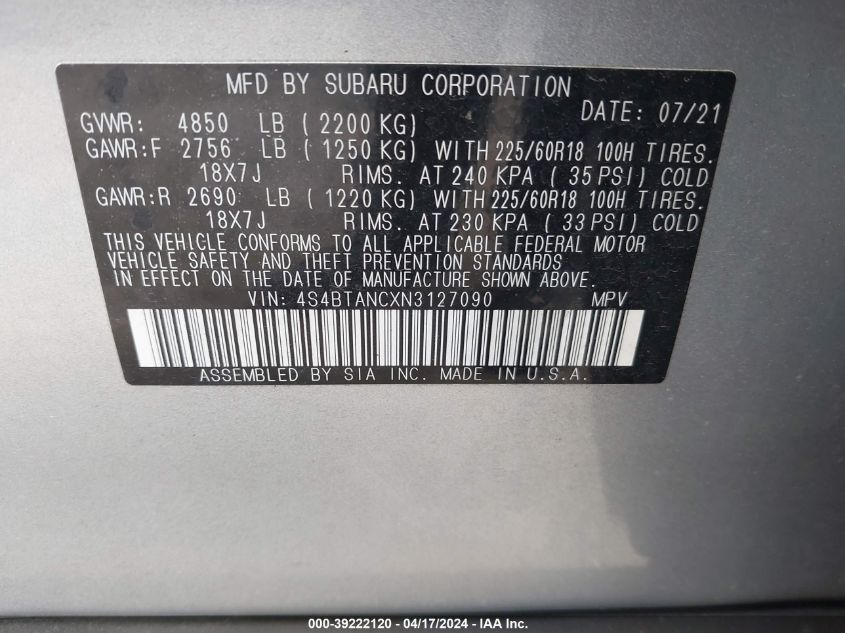 MFD BY SUBARU CORPORATION
DATE: 07/21
GVWR: 4850 LB ( 2200 KG)
GAWR:F 2756 LB ( 1250 KG) WITH 225/60R18 100H TIRES.
18X7J RIMS. AT 240 KPA ( 35 PSI) COLD
GAWR:R 2690 LB ( 1220 KG) WITH 225/60R18 100H TIRES.
18X7J RIMS. AT 230 KPA ( 33 PSI) COLD
THIS VEHICLE CONFORMS TO ALL APPLICABLE FEDERAL MOTOR
VEHICLE SAFETY AND THEFT PREVENTION STANDARDS
IN EFFECT ON THE DATE OF MANUFACTURE SHOWN ABOVE.
VIN: 4S4BTANCXN3127090 MPV
ASSEMBLED BY SIA INC. MADE IN U.S.A.
000-39222120 - 04/17/2024 - IAA Inc.